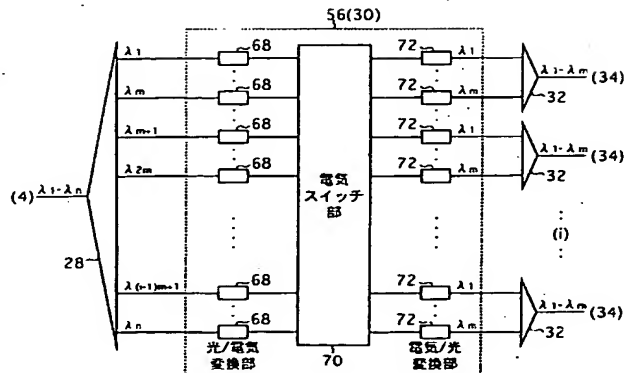 56(30)
λ1 68 72 λ1 λ1-λm (34)
λm 68 72 λm 32
λm+1 68 72 λ1 λ1-λm (34)
λ2m 68 72 λm 32
(4) λ1-λn
電気
スイッチ
部
28
(i)
λ(i-1)m+1 68 72 λ1 λ1-λm (34)
λn 68 72 λm 32
光/電気
変換部
70
電気/光
変換部